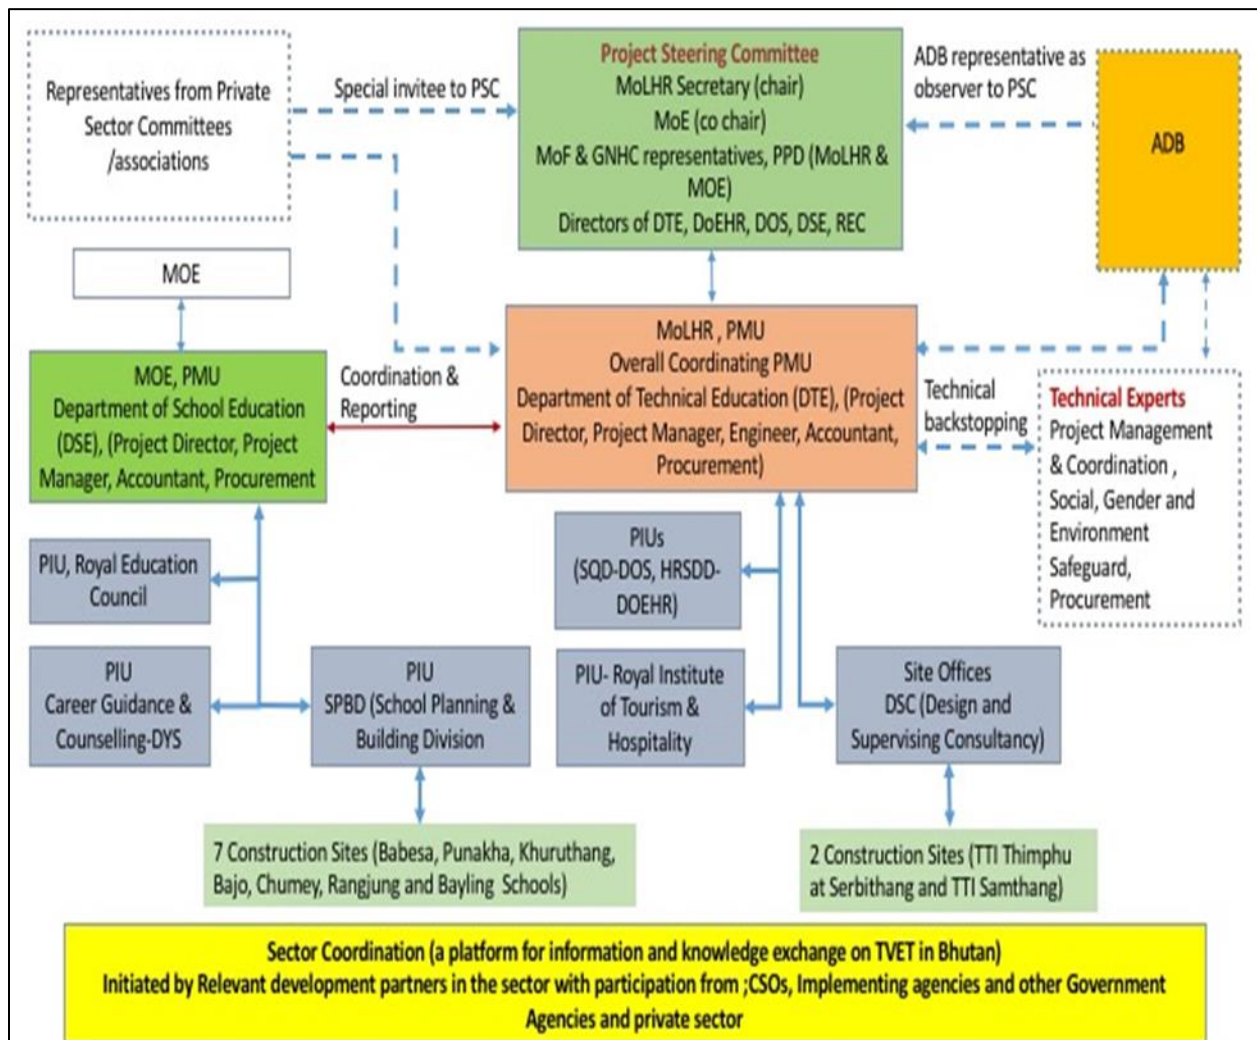 Representatives from Private
Sector Committees
/associations
Special invitee to PSC
Project Steering Committee
MoLHR Secretary (chair)
MoE (co chair)
MoF & GNHC representatives, PPD (MoLHR &
MOE)
Directors of DTE, DoEHR, DOS, DSE, REC
ADB representative as
observer to PSC
ADB
MOE
MOE, PMU
Department of School Education
(DSE), (Project Director, Project
Manager, Accountant, Procurement
Coordination &
Reporting
MoLHR , PMU
Overall Coordinating PMU
Department of Technical Education (DTE), (Project
Director, Project Manager, Engineer, Accountant,
Procurement)
Technical
backstopping
Technical Experts
Project Management
& Coordination ,
Social, Gender and
Environment
Safeguard,
Procurement
PIU, Royal Education
Council
PIUs
(SQD-DOS, HRSDD-
DOEHR)
PIU
Career Guidance &
Counselling-DYS
PIU
SPBD (School Planning &
Building Division
PIU- Royal Institute
of Tourism &
Hospitality
Site Offices
DSC (Design and
Supervising Consultancy)
7 Construction Sites (Babesa, Punakha, Khuruthang,
Bajo, Chumey, Rangjung and Bayling Schools)
2 Construction Sites (TTI Thimphu
at Serbithang and TTI Samthang)
Sector Coordination (a platform for information and knowledge exchange on TVET in Bhutan)
Initiated by Relevant development partners in the sector with participation from ;CSOs, Implementing agencies and other Government
Agencies and private sector